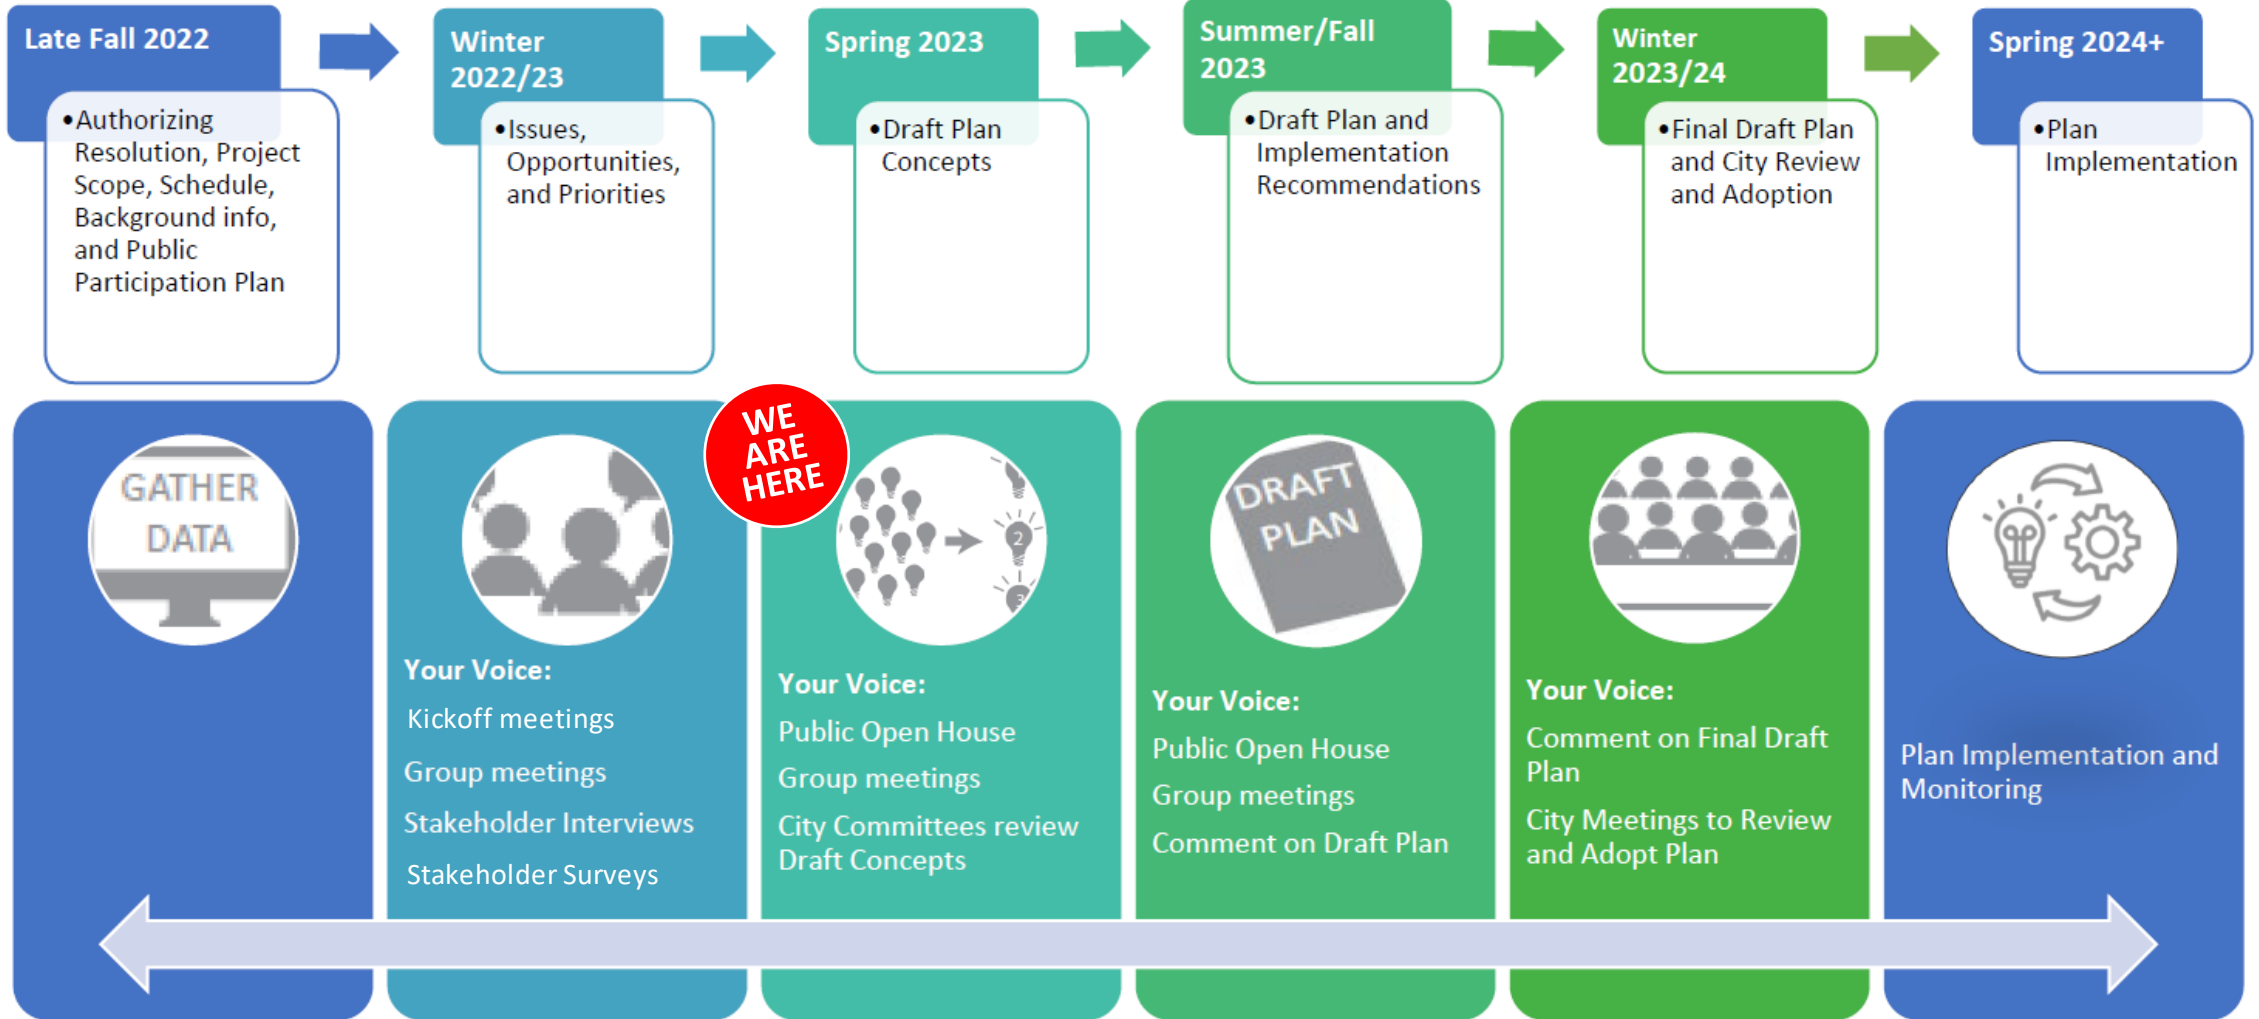 Late Fall 2022
•Authorizing
Resolution, Project
Scope, Schedule,
Background info,
and Public
Participation Plan
Winter
2022/23
•Issues,
Opportunities,
and Priorities
Spring 2023
•Draft Plan
Concepts
Summer/Fall
2023
•Draft Plan and
Implementation
Recommendations
Winter
2023/24
•Final Draft Plan
and City Review
and Adoption
Spring 2024+
•Plan
Implementation
GATHER
DATA
Your Voice:
Kickoff meetings
Group meetings
Stakeholder Interviews
Stakeholder Surveys
WE
ARE
HERE
2
3
Your Voice:
Public Open House
Group meetings
City Committees review
Draft Concepts
DRAFT
PLAN
Your Voice:
Public Open House
Group meetings
Comment on Draft Plan
Your Voice:
Comment on Final Draft
Plan
City Meetings to Review
and Adopt Plan
Plan Implementation and
Monitoring